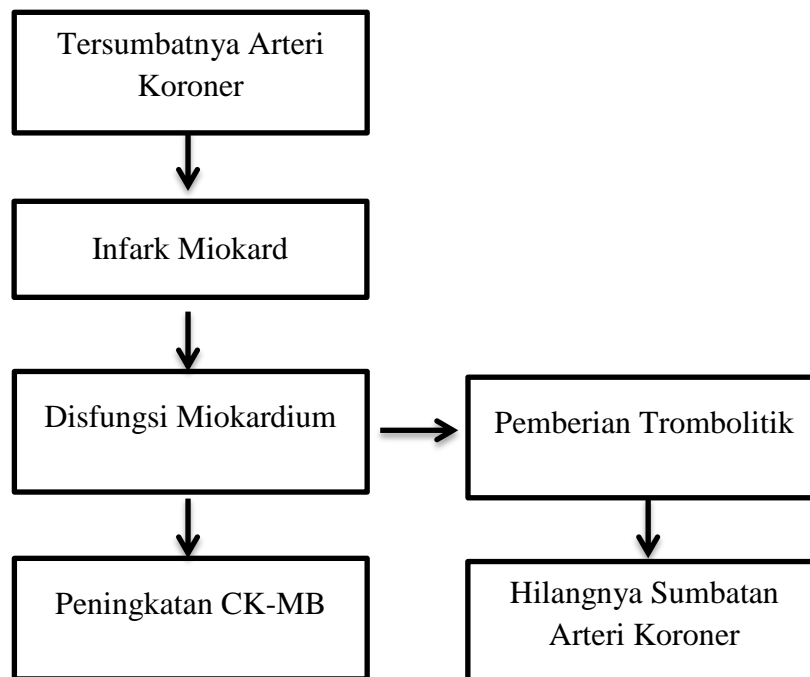 Tersumbatnya Arteri
Koroner
Infark Miokard
Disfungsi Miokardium
Pemberian Trombolitik
Peningkatan CK-MB
Hilangnya Sumbatan
Arteri Koroner